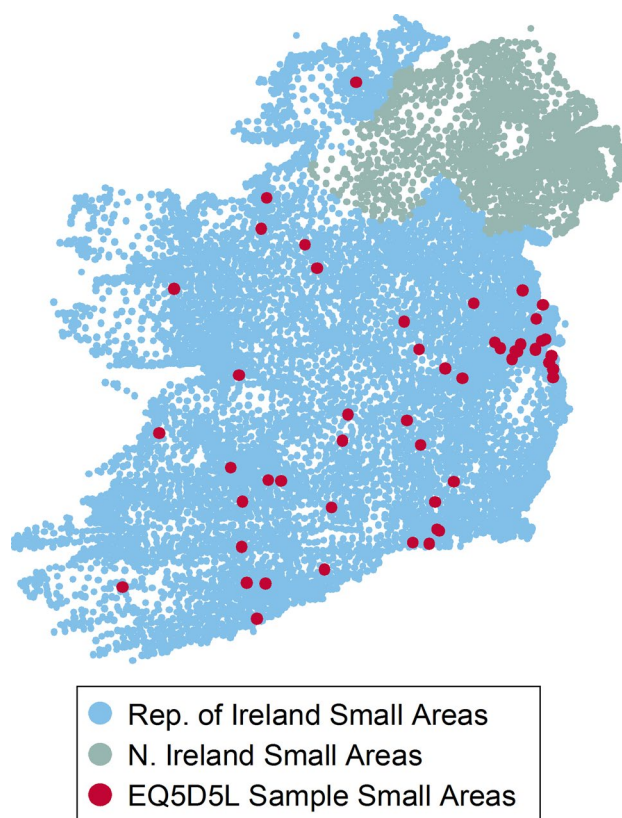 Rep. of Ireland Small Areas
N. Ireland Small Areas
EQ5D5L Sample Small Areas